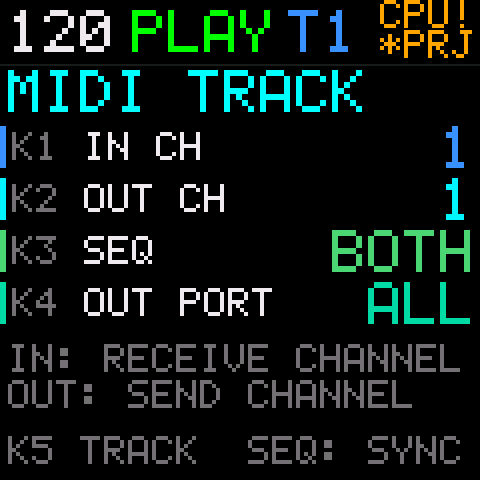 120 PLAY T1 CPU!
*PRJ
MIDI TRACK
K1 IN CH 1
K2 OUT CH 1
K3 SEQ BOTH
K4 OUT PORT ALL
IN: RECEIVE CHANNEL
OUT: SEND CHANNEL
K5 TRACK SEQ: SYNC